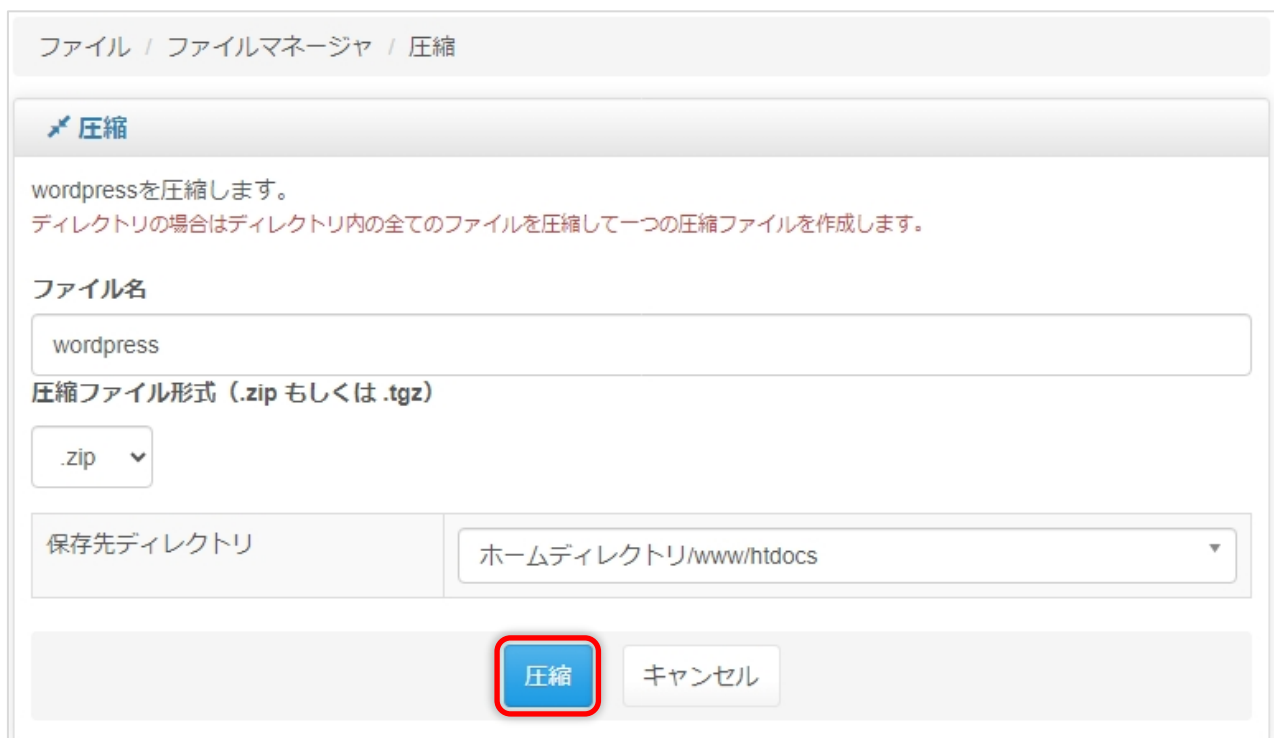 ファイル / ファイルマネージャ / 圧縮
圧縮
wordpressを圧縮します。
ディレクトリの場合はディレクトリ内の全てのファイルを圧縮して一つの圧縮ファイルを作成します。
ファイル名
wordpress
圧縮ファイル形式（.zip もしくは .tgz）
.zip
保存先ディレクトリ
ホームディレクトリ/www/htdocs
圧縮 キャンセル